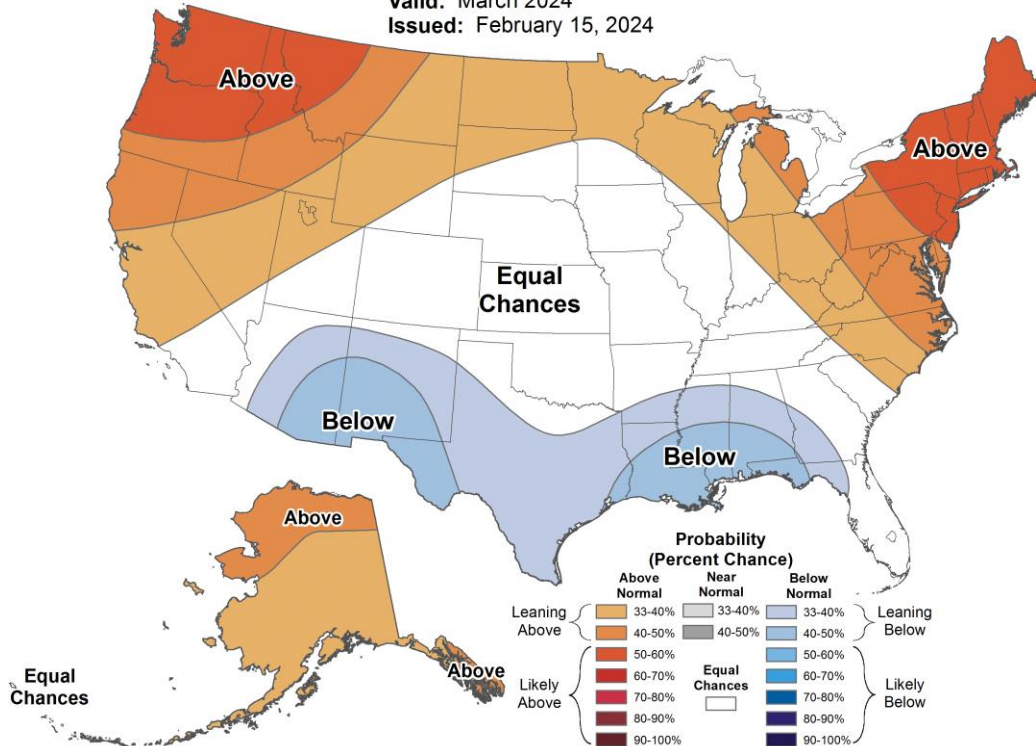 Valid: March 2024
Issued: February 15, 2024
Above
Above
Equal
Chances
Below
Below
Above
Above
Equal
Chances
Probability
(Percent Chance)
Above
Normal
Near
Normal
Below
Normal
Leaning
Above
33-40%
33-40%
33-40%
Leaning
Below
40-50%
40-50%
40-50%
Likely
Above
50-60%
Equal
Chances
50-60%
Likely
Below
60-70%
60-70%
70-80%
70-80%
80-90%
80-90%
90-100%
90-100%